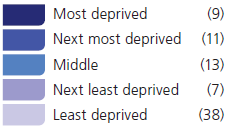 Most deprived (9)
Next most deprived (11)
Middle (13)
Next least deprived (7)
Least deprived (38)